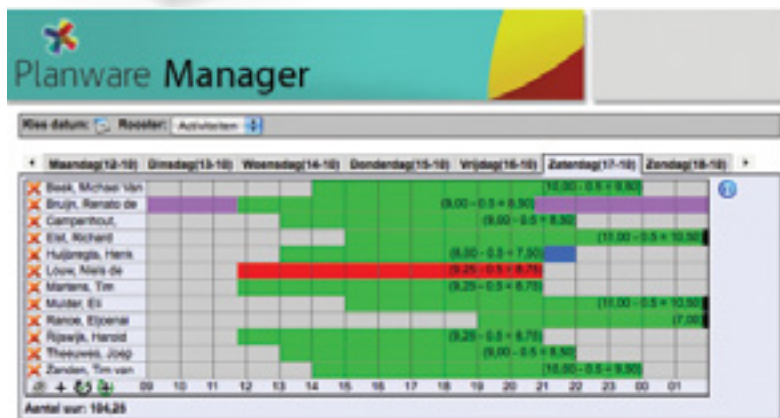 Planware Manager
Kies datum: Rooster: Activiteiten
Maandag(12-10) Dinsdag(13-10) Woensdag(14-10) Donderdag(15-10) Vrijdag(16-10) Zaterdag(17-10) Zondag(18-10)
Beek, Michael Van (10,00 - 0.5 = 9,50)
Bruijn, Renato de (9,00 - 0.5 = 8,50)
Campenhout, (9,00 - 0.5 = 8,50)
Elst, Richard (11,00 - 0.5 = 10,50)
Huijbregts, Henk (8,00 - 0.5 = 7,50)
Louw, Niels de (9,25 - 0.5 = 8,75)
Martens, Tim (9,25 - 0.5 = 8,75)
Mulder, Eli (11,00 - 0.5 = 10,50)
(7,00)
Rijswijk, Harold (9,25 - 0.5 = 8,75)
Theeuwes, Joep (9,00 - 0.5 = 8,50)
Zanden, Tim van (10,00 - 0.5 = 9,50)
09 10 11 12 13 14 15 16 17 18 19 20 21 22 23 00 01
Aantal uur: 104,25